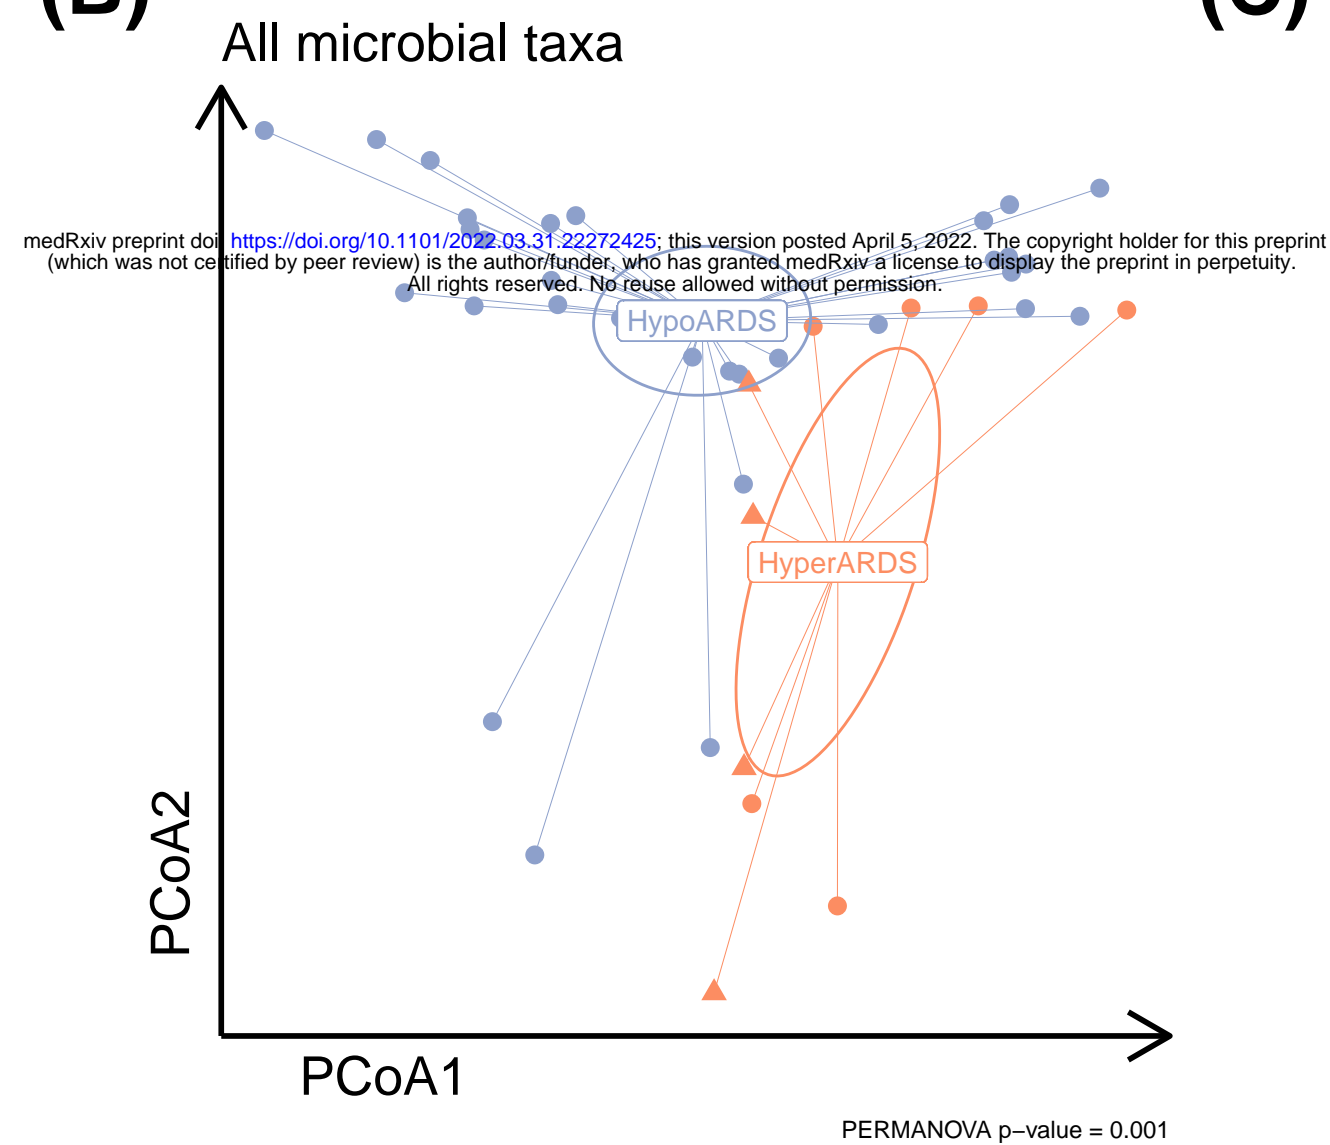 (B)
(C)
All microbial taxa
medRxiv preprint doi: https://doi.org/10.1101/2022.03.31.22272425; this version posted April 5, 2022. The copyright holder for this preprint
(which was not certified by peer review) is the author/funder, who has granted medRxiv a license to display the preprint in perpetuity.
All rights reserved. No reuse allowed without permission.
HypoARDS
HyperARDS
PCoA2
PCoA1
PERMANOVA p−value = 0.001